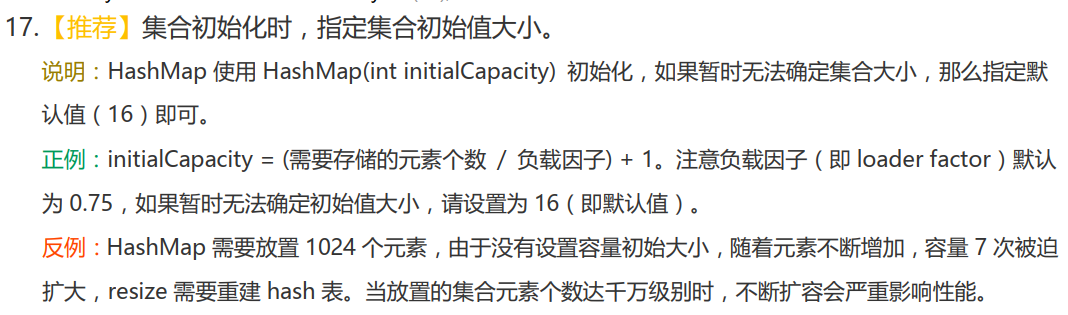 17.【推荐】集合初始化时，指定集合初始值大小。
说明：HashMap 使用 HashMap(int initialCapacity) 初始化，如果暂时无法确定集合大小，那么指定默
认值（16）即可。
正例：initialCapacity = (需要存储的元素个数 / 负载因子) + 1。注意负载因子（即 loader factor）默认
为 0.75，如果暂时无法确定初始值大小，请设置为 16（即默认值）。
反例：HashMap 需要放置 1024 个元素，由于没有设置容量初始大小，随着元素不断增加，容量 7 次被迫
扩大，resize 需要重建 hash 表。当放置的集合元素个数达千万级别时，不断扩容会严重影响性能。